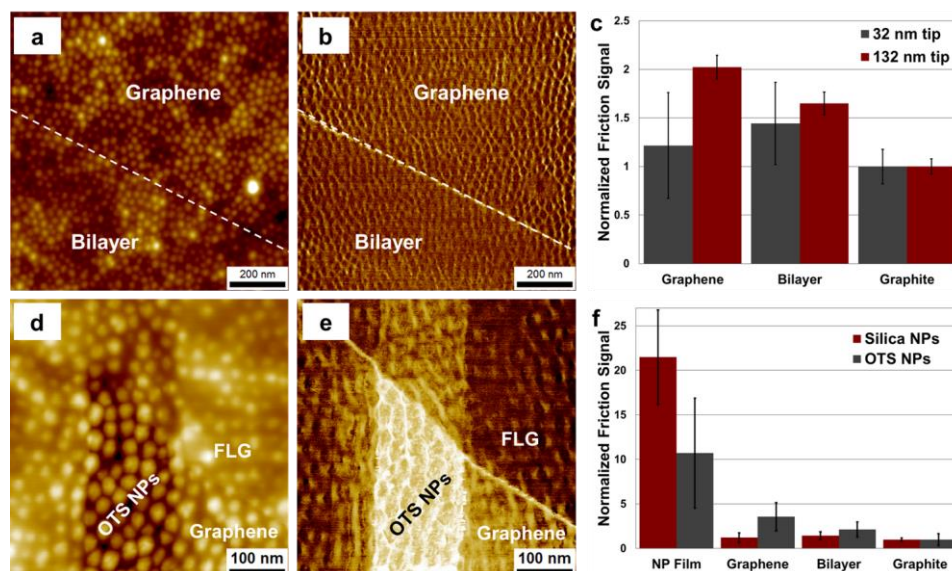 a
Graphene
Bilayer
200 nm
b
Graphene
Bilayer
200 nm
c
Normalized Friction Signal
2.5
2
1.5
1
0.5
0
32 nm tip
132 nm tip
Graphene
Bilayer
Graphite
d
FLG
OTS NPs
Graphene
100 nm
e
FLG
OTS NPs
Graphene
100 nm
f
Normalized Friction Signal
25
20
15
10
5
0
Silica NPs
OTS NPs
NP Film
Graphene
Bilayer
Graphite